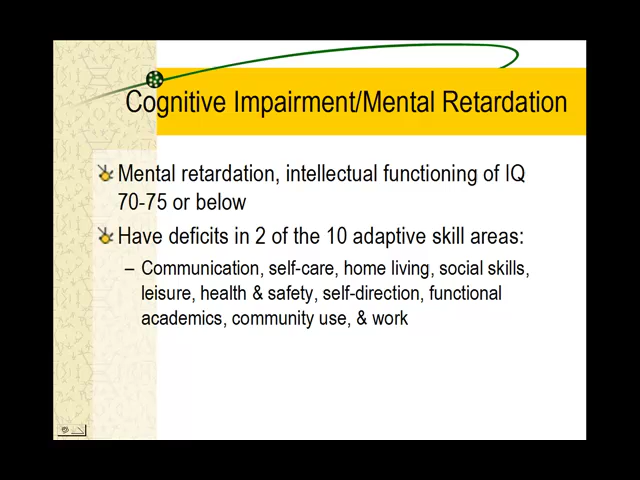 Cognitive Impairment/Mental Retardation
Mental retardation, intellectual functioning of IQ
70-75 or below
Have deficits in 2 of the 10 adaptive skill areas:
– Communication, self-care, home living, social skills,
leisure, health & safety, self-direction, functional
academics, community use, & work